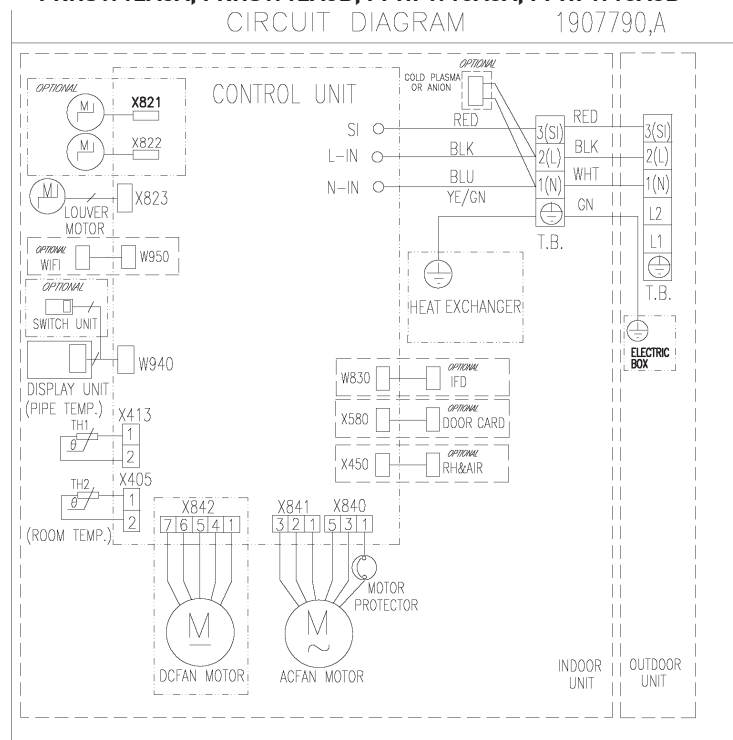 CIRCUIT DIAGRAM 1907790,A
OPTIONAL
M
X821
M
X822
CONTROL UNIT
OPTIONAL
COLD PLASMA
OR ANION
SI
RED
3(SI)
RED
3(SI)
L-IN
BLK
2(L)
BLK
2(L)
N-IN
BLU
1(N)
WHT
1(N)
YE/GN
GN
L2
L1
T.B.
T.B.
M
X823
LOUVER
MOTOR
OPTIONAL
WIFI
W950
OPTIONAL
SWITCH UNIT
W940
DISPLAY UNIT
(PIPE TEMP.)
HEAT EXCHANGER
ELECTRIC
BOX
TH1
θ
X413
1
2
TH2
θ
X405
1
2
(ROOM TEMP.)
W830
OPTIONAL
IFD
X580
OPTIONAL
DOOR CARD
X450
OPTIONAL
RH&AIR
X842
7 6 5 4 1
X841
3 2 1
X840
5 3 1
MOTOR
PROTECTOR
M
DCFAN MOTOR
M
~
ACFAN MOTOR
INDOOR
UNIT
OUTDOOR
UNIT